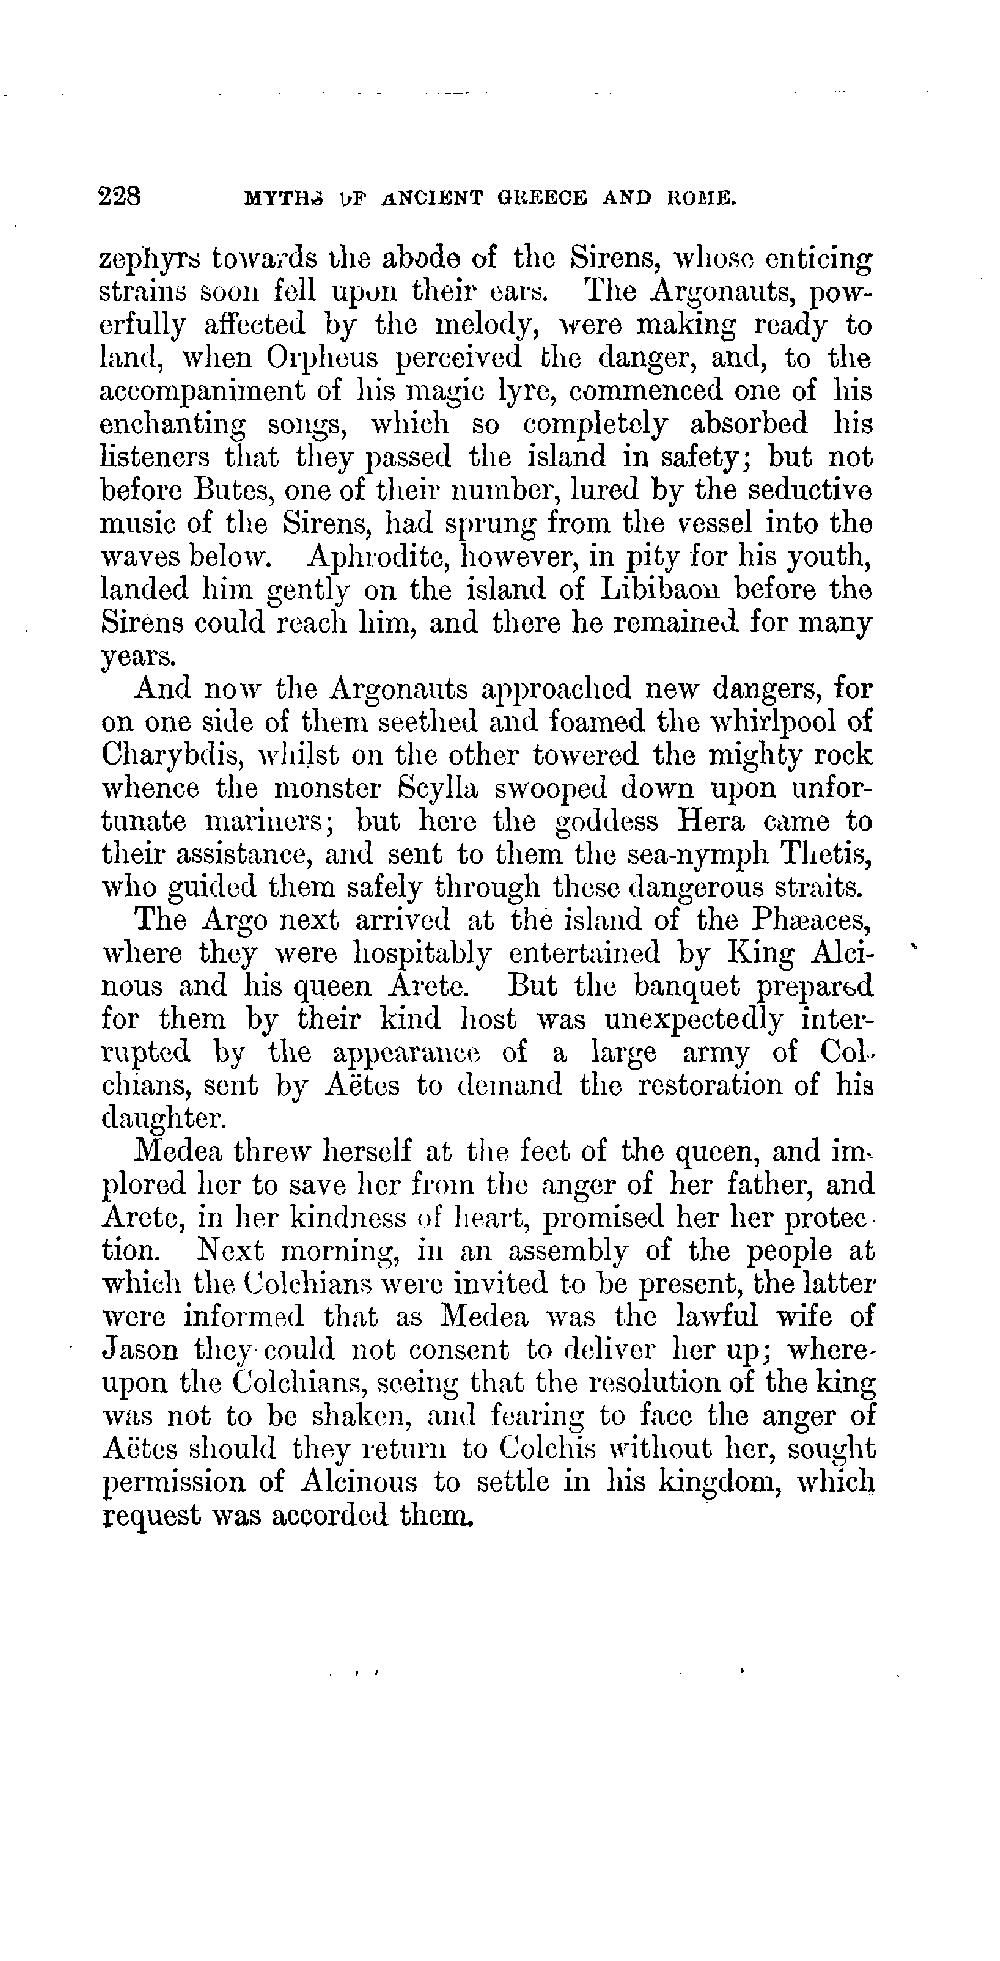 228 MYTHS OF ANCIENT GREECE AND ROME.
zephyrs towards the abode of the Sirens, whose enticing
strains soon fell upon their ears. The Argonauts, pow-
erfully affected by the melody, were making ready to
land, when Orpheus perceived the danger, and, to the
accompaniment of his magic lyre, commenced one of his
enchanting songs, which so completely absorbed his
listeners that they passed the island in safety; but not
before Butes, one of their number, lured by the seductive
music of the Sirens, had sprung from the vessel into the
waves below. Aphrodite, however, in pity for his youth,
landed him gently on the island of Libibaon before the
Sirens could reach him, and there he remained for many
years.
And now the Argonauts approached new dangers, for
on one side of them seethed and foamed the whirlpool of
Charybdis, whilst on the other towered the mighty rock
whence the monster Scylla swooped down upon unfor-
tunate mariners; but here the goddess Hera came to
their assistance, and sent to them the sea-nymph Thetis,
who guided them safely through these dangerous straits.
The Argo next arrived at the island of the Phæaces,
where they were hospitably entertained by King Alci-
nous and his queen Arete. But the banquet prepared
for them by their kind host was unexpectedly inter-
rupted by the appearance of a large army of Col-
chians, sent by Aëtes to demand the restoration of his
daughter.
Medea threw herself at the feet of the queen, and im-
plored her to save her from the anger of her father, and
Arete, in her kindness of heart, promised her her protec-
tion. Next morning, in an assembly of the people at
which the Colchians were invited to be present, the latter
were informed that as Medea was the lawful wife of
Jason they could not consent to deliver her up; where-
upon the Colchians, seeing that the resolution of the king
was not to be shaken, and fearing to face the anger of
Aëtes should they return to Colchis without her, sought
permission of Alcinous to settle in his kingdom, which
request was accorded them.